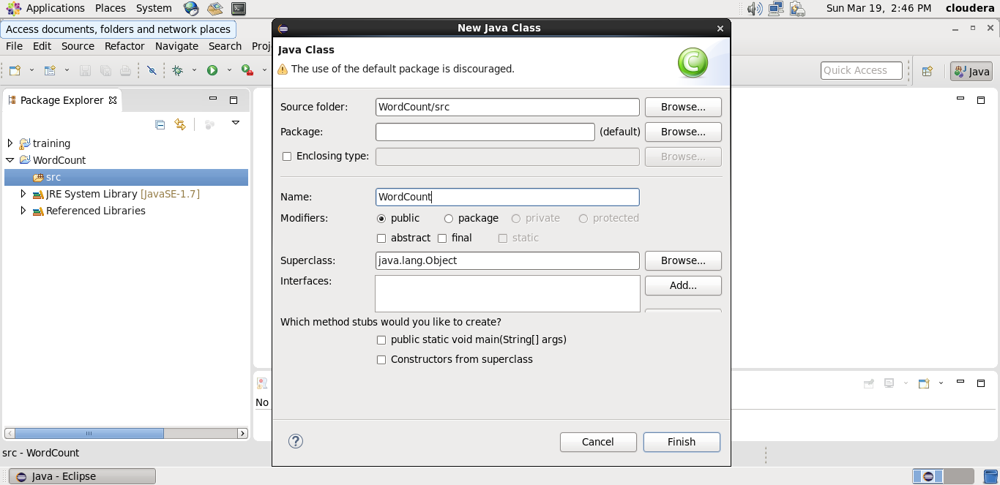 Applications Places System Sun Mar 19, 2:46 PM cloudera
Access documents, folders and network places
New Java Class
File Edit Source Refactor Navigate Search Proj
Java Class
The use of the default package is discouraged.
Quick Access
Java
Package Explorer
Source folder: WordCount/src Browse...
Package: (default) Browse...
Enclosing type: Browse...
training
WordCount
src
JRE System Library [JavaSE-1.7]
Referenced Libraries
Name: WordCount
Modifiers: public package private protected
abstract final static
Superclass: java.lang.Object Browse...
Interfaces: Add...
Which method stubs would you like to create?
public static void main(String[] args)
Constructors from superclass
No
? Cancel Finish
src - WordCount
Java - Eclipse